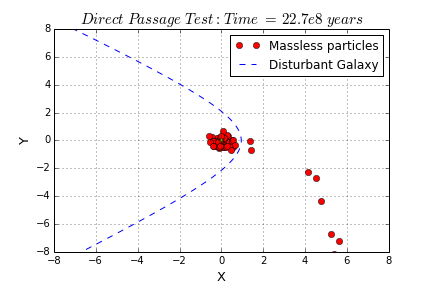 Direct Passage Test: Time = 22.7e8 years
Massless particles
Disturbant Galaxy
8
6
4
2
0
−2
−4
−6
−8
Y
−8 −6 −4 −2 0 2 4 6 8
X